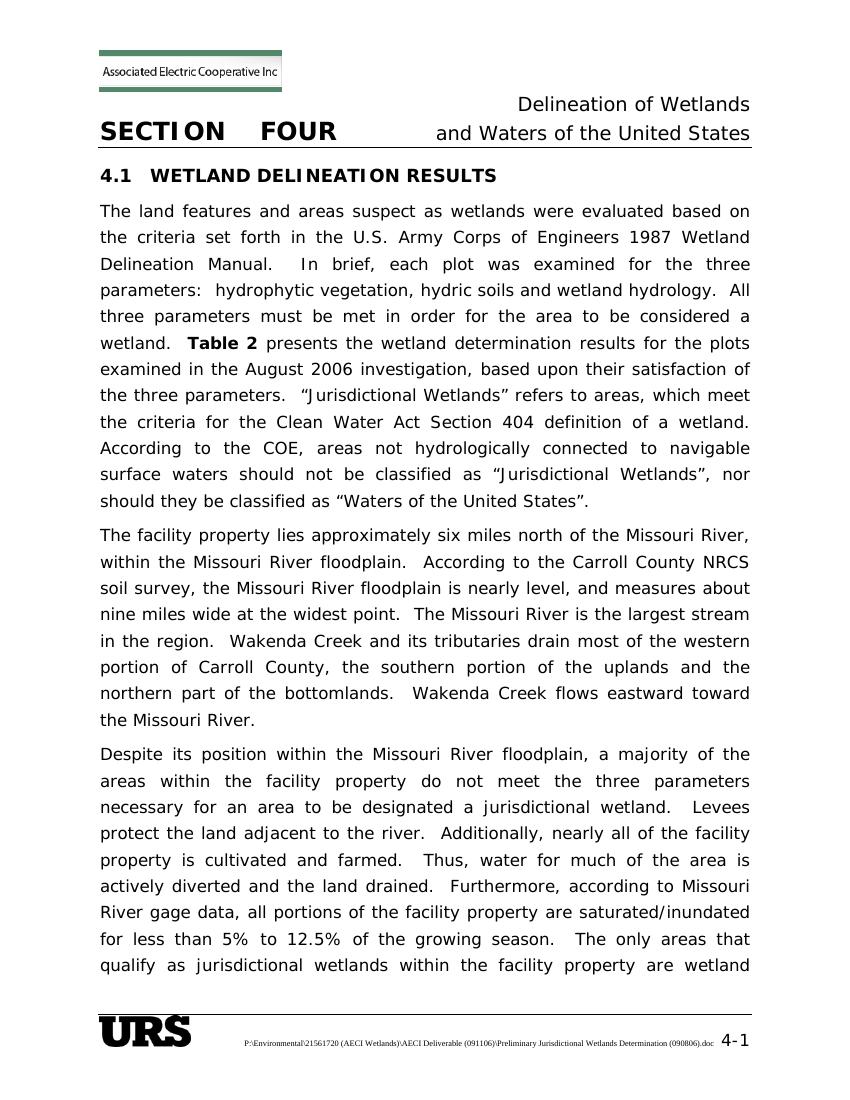 Associated Electric Cooperative Inc
Delineation of Wetlands
SECTION FOUR and Waters of the United States
4.1 WETLAND DELINEATION RESULTS
The land features and areas suspect as wetlands were evaluated based on
the criteria set forth in the U.S. Army Corps of Engineers 1987 Wetland
Delineation Manual. In brief, each plot was examined for the three
parameters: hydrophytic vegetation, hydric soils and wetland hydrology. All
three parameters must be met in order for the area to be considered a
wetland. Table 2 presents the wetland determination results for the plots
examined in the August 2006 investigation, based upon their satisfaction of
the three parameters. “Jurisdictional Wetlands” refers to areas, which meet
the criteria for the Clean Water Act Section 404 definition of a wetland.
According to the COE, areas not hydrologically connected to navigable
surface waters should not be classified as “Jurisdictional Wetlands”, nor
should they be classified as “Waters of the United States”.
The facility property lies approximately six miles north of the Missouri River,
within the Missouri River floodplain. According to the Carroll County NRCS
soil survey, the Missouri River floodplain is nearly level, and measures about
nine miles wide at the widest point. The Missouri River is the largest stream
in the region. Wakenda Creek and its tributaries drain most of the western
portion of Carroll County, the southern portion of the uplands and the
northern part of the bottomlands. Wakenda Creek flows eastward toward
the Missouri River.
Despite its position within the Missouri River floodplain, a majority of the
areas within the facility property do not meet the three parameters
necessary for an area to be designated a jurisdictional wetland. Levees
protect the land adjacent to the river. Additionally, nearly all of the facility
property is cultivated and farmed. Thus, water for much of the area is
actively diverted and the land drained. Furthermore, according to Missouri
River gage data, all portions of the facility property are saturated/inundated
for less than 5% to 12.5% of the growing season. The only areas that
qualify as jurisdictional wetlands within the facility property are wetland
URS P:\Environmental\21561720 (AECI Wetlands)\AECI Deliverable (091106)\Preliminary Jurisdictional Wetlands Determination (090806).doc 4-1